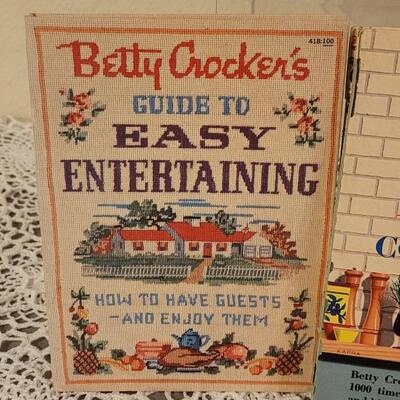 418:100
Betty Crocker's
GUIDE TO
EASY
ENTERTAINING
HOW TO HAVE GUESTS
—AND ENJOY THEM
Betty Cro
1000 time